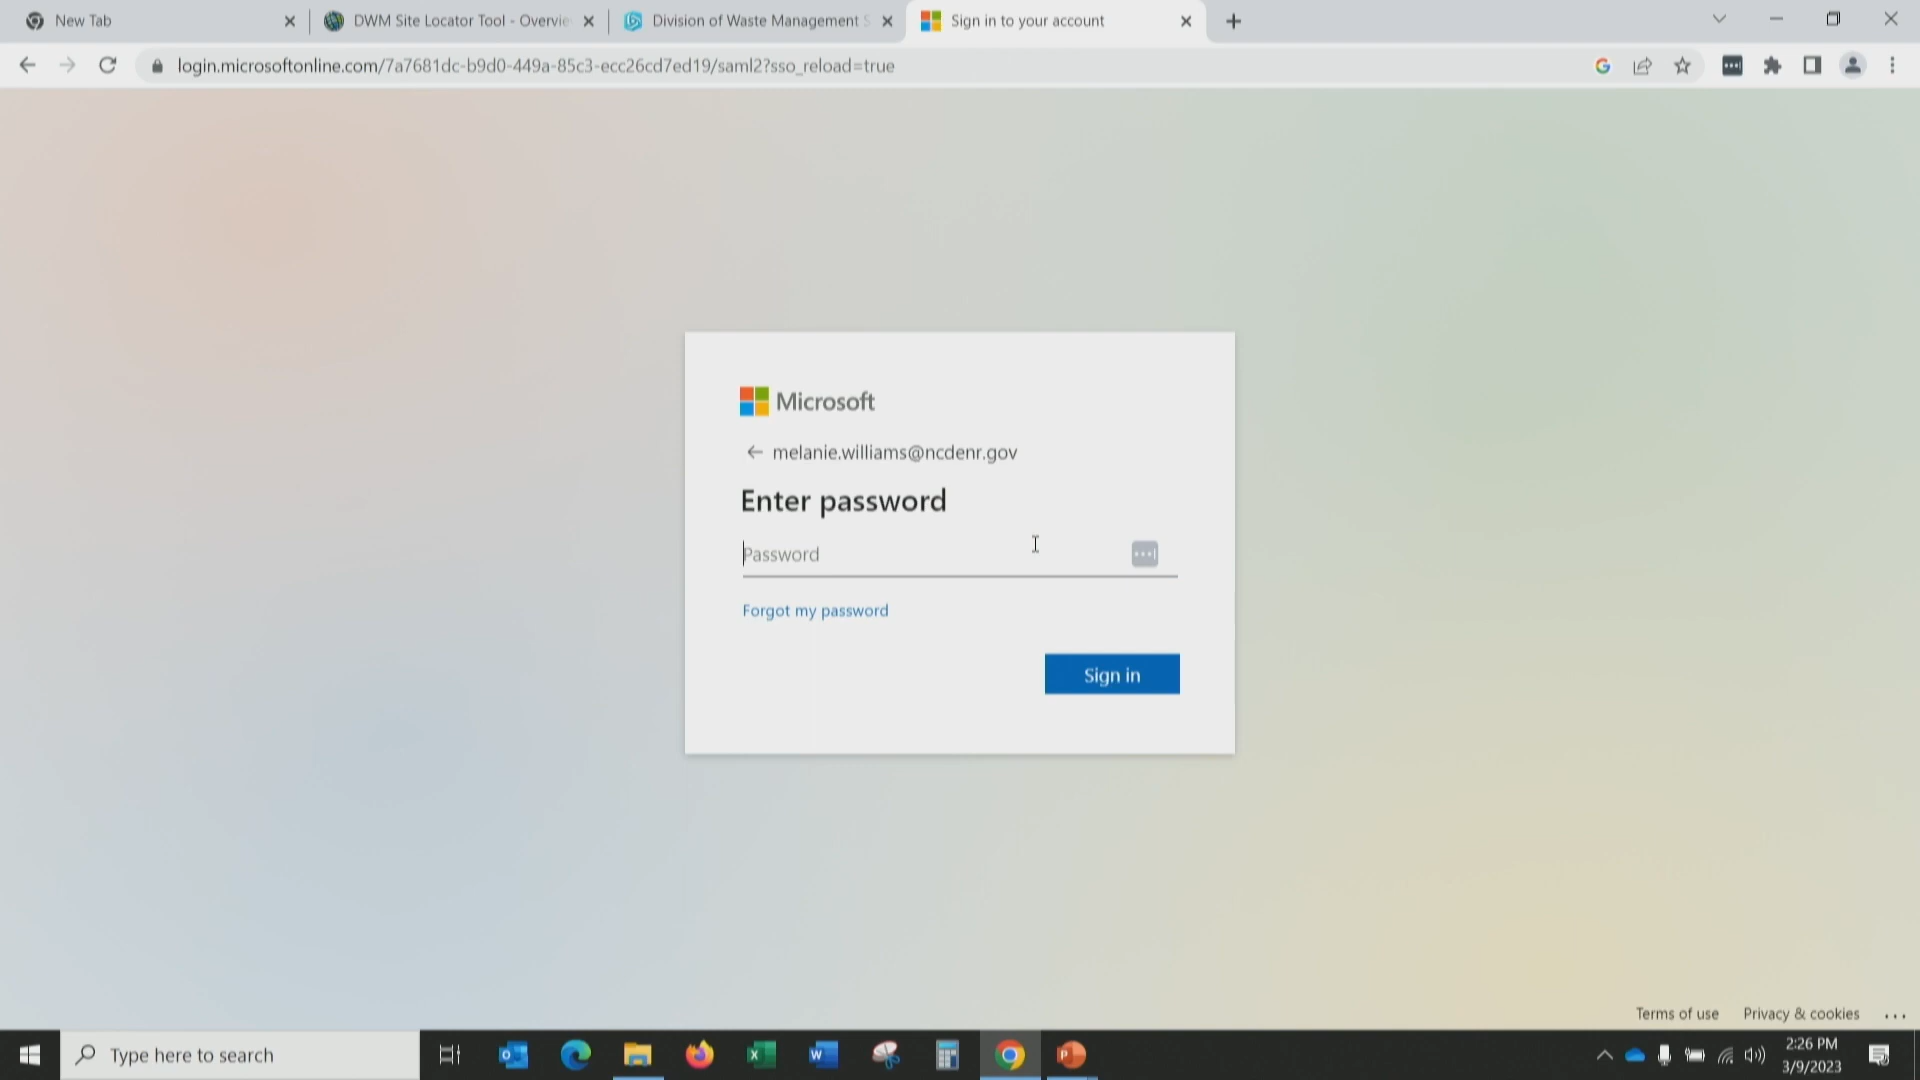 New Tab
DWM Site Locator Tool - Overvie
Division of Waste Management S
Sign in to your account
login.microsoftonline.com/7a7681dc-b9d0-449a-85c3-ecc26cd7ed19/saml2?sso_reload=true
Microsoft
melanie.williams@ncdenr.gov
Enter password
Password
Forgot my password
Sign in
Terms of use
Privacy & cookies
Type here to search
2:26 PM
3/9/2023